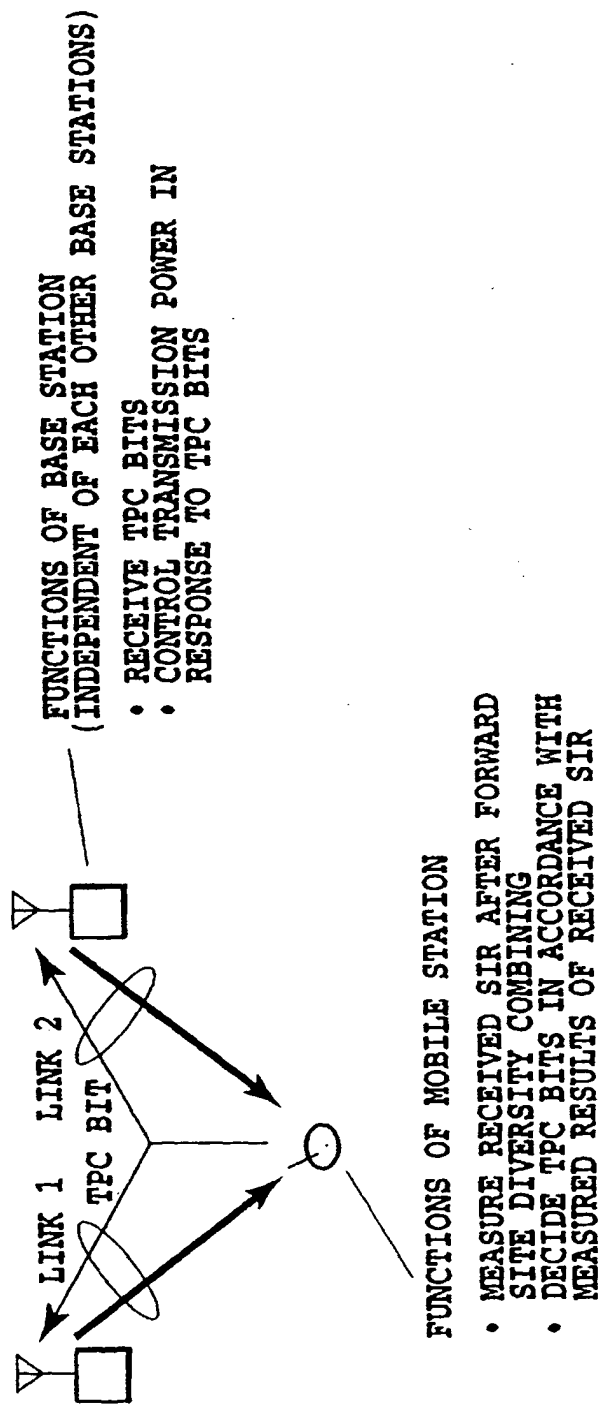 LINK 1
LINK 2
TPC BIT
FUNCTIONS OF BASE STATION
(INDEPENDENT OF EACH OTHER BASE STATIONS)
• RECEIVE TPC BITS
• CONTROL TRANSMISSION POWER IN
RESPONSE TO TPC BITS
FUNCTIONS OF MOBILE STATION
• MEASURE RECEIVED SIR AFTER FORWARD
SITE DIVERSITY COMBINING
• DECIDE TPC BITS IN ACCORDANCE WITH
MEASURED RESULTS OF RECEIVED SIR